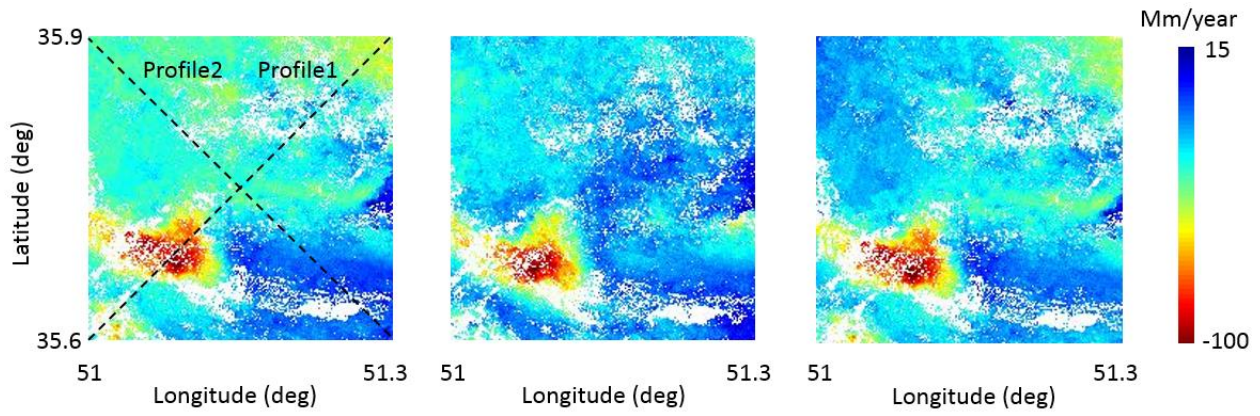 Mm/year
35.9
15
Profile2
Profile1
Latitude (deg)
35.6
-100
51
51.3
51
51.3
51
51.3
Longitude (deg)
Longitude (deg)
Longitude (deg)